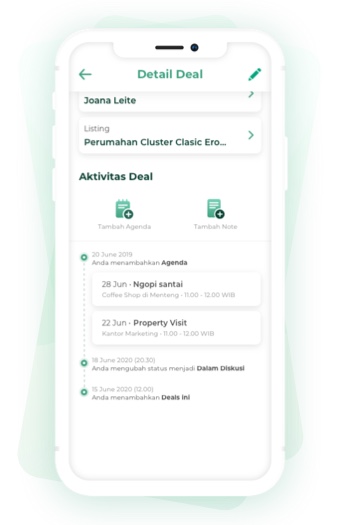 Detail Deal
Joana Leite
Listing
Perumahan Cluster Clasic Ero...
Aktivitas Deal
Tambah Agenda
Tambah Note
20 June 2019
Anda menambahkan Agenda
28 Jun • Ngopi santai
Coffee Shop di Menteng - 11.00 - 12.00 WIB
22 Jun • Property Visit
Kantor Marketing - 11.00 - 12.00 WIB
18 June 2020 (20.30)
Anda mengubah status menjadi Dalam Diskusi
15 June 2020 (12.00)
Anda menambahkan Deals ini